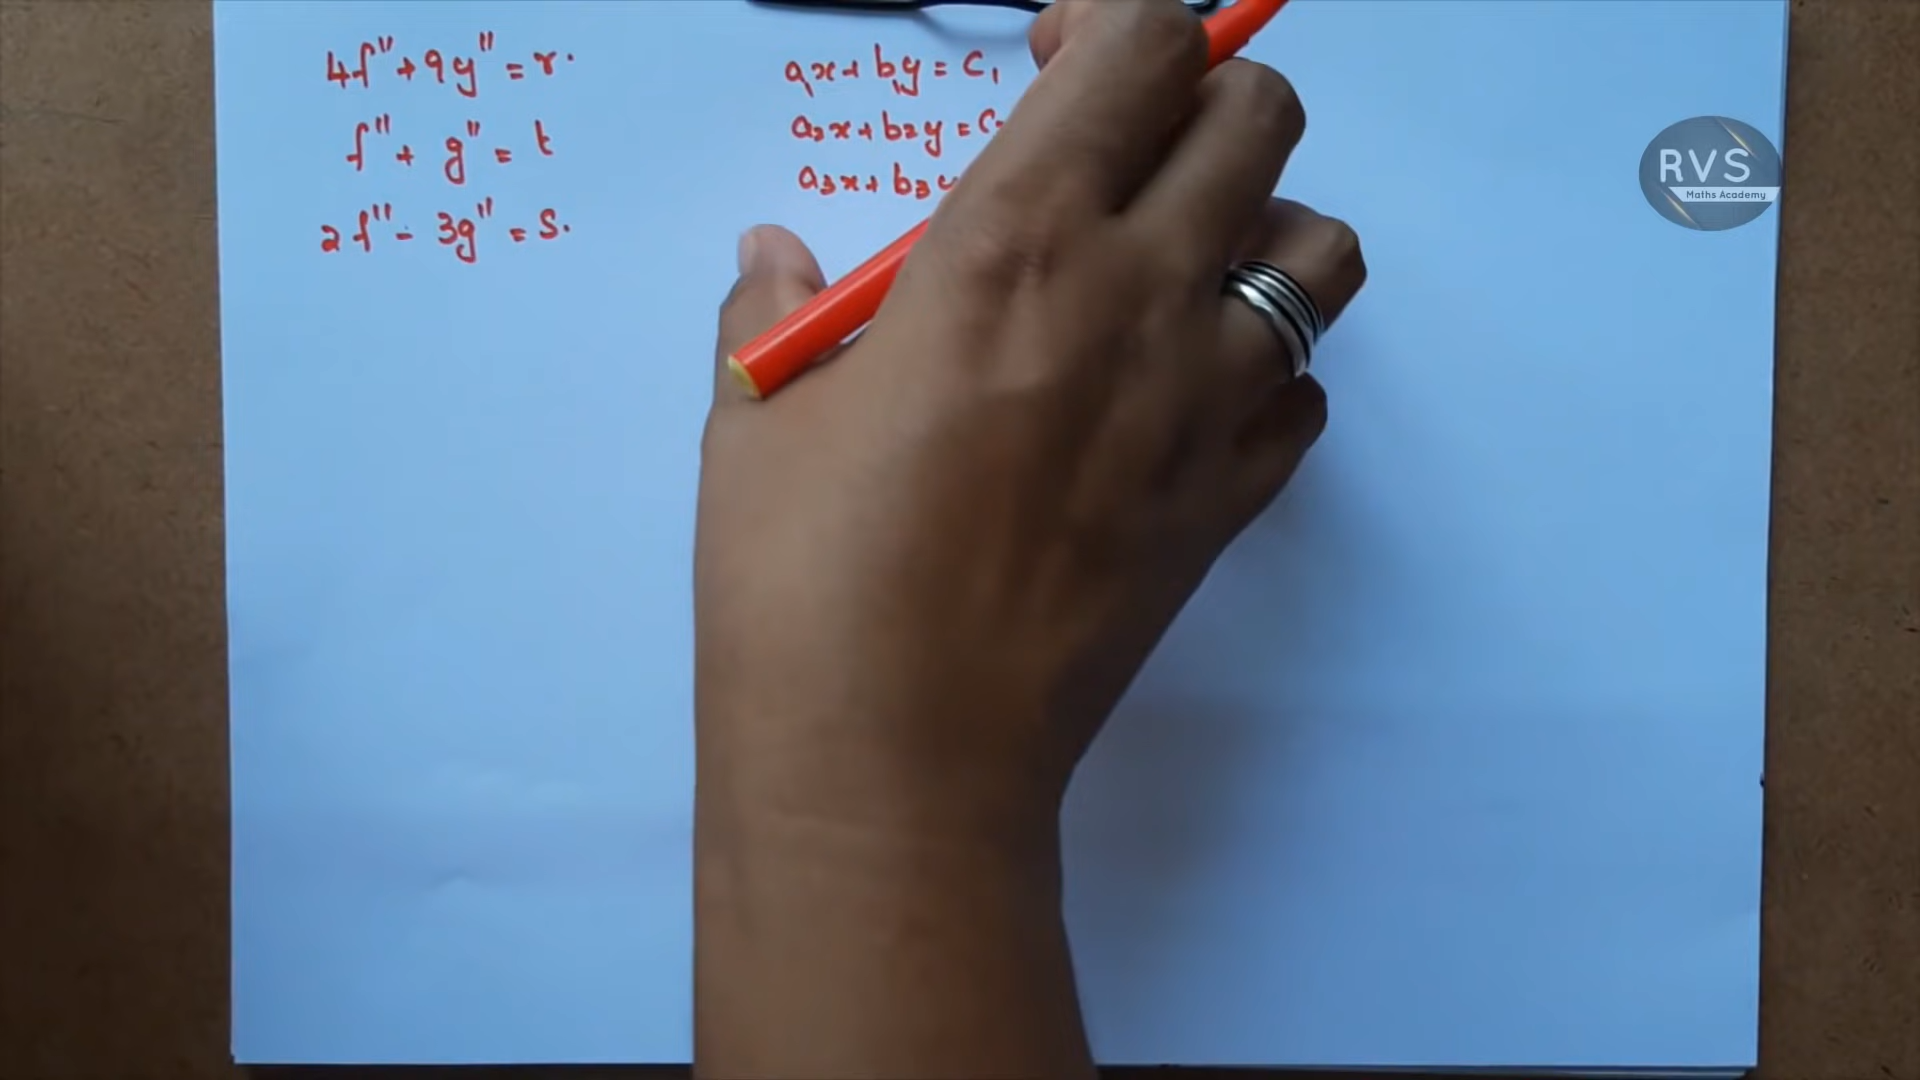 4f" + 9g" = r.
f" + g" = t
2f" - 3g" = s.
a₁x + b₁y = c₁
a₂x + b₂y =
a₃x + b₃
RVS
Maths Academy